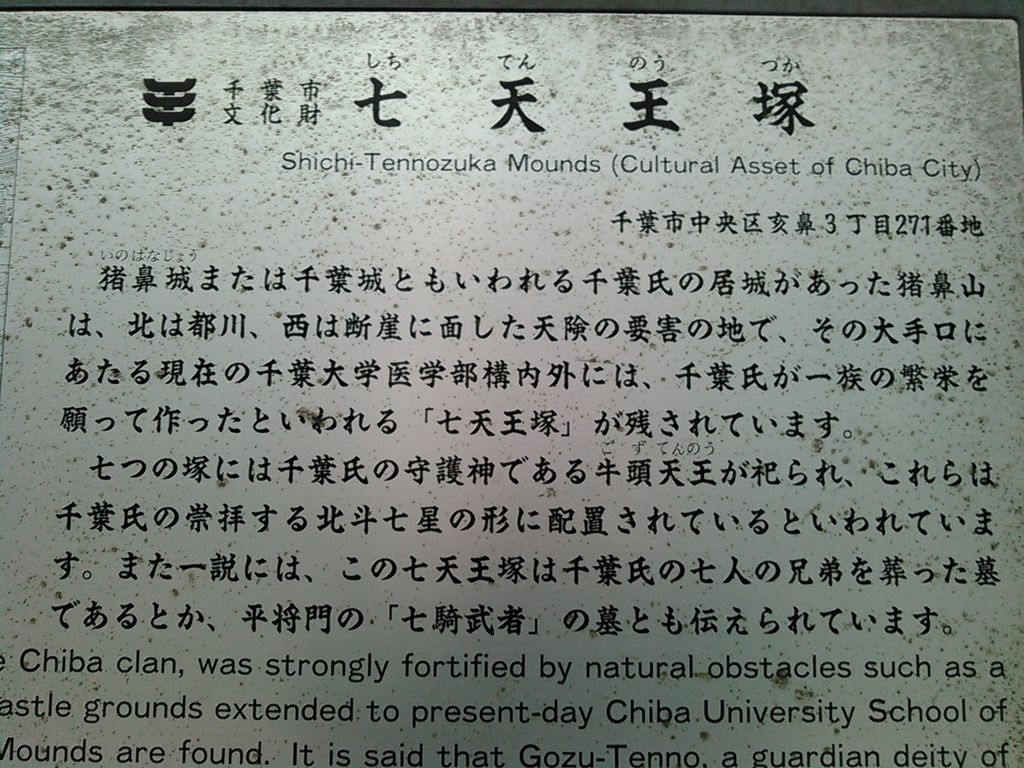 しち てん のう つか
千葉市
文化財
七天王塚
Shichi-Tennozuka Mounds (Cultural Asset of Chiba City)
千葉市中央区亥鼻3丁目271番地
いのはなじょう
猪鼻城または千葉城ともいわれる千葉氏の居城があった猪鼻山
は、北は都川、西は断崖に面した天険の要害の地で、その大手口に
あたる現在の千葉大学医学部構内外には、千葉氏が一族の繁栄を
願って作ったといわれる「七天王塚」が残されています。
ごずてんのう
七つの塚には千葉氏の守護神である牛頭天王が祀られ、これらは
千葉氏の崇拝する北斗七星の形に配置されているといわれていま
す。また一説には、この七天王塚は千葉氏の七人の兄弟を葬った墓
であるとか、平将門の「七騎武者」の墓とも伝えられています。
e Chiba clan, was strongly fortified by natural obstacles such as a
astle grounds extended to present-day Chiba University School of
Mounds are found. It is said that Gozu-Tenno, a guardian deity of